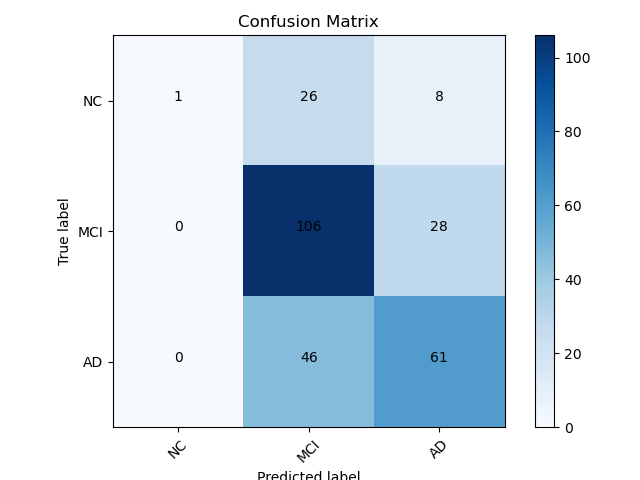 Confusion Matrix
NC 1 26 8
MCI 0 106 28
AD 0 46 61
True label
NC MCI AD
Predicted label
100
80
60
40
20
0